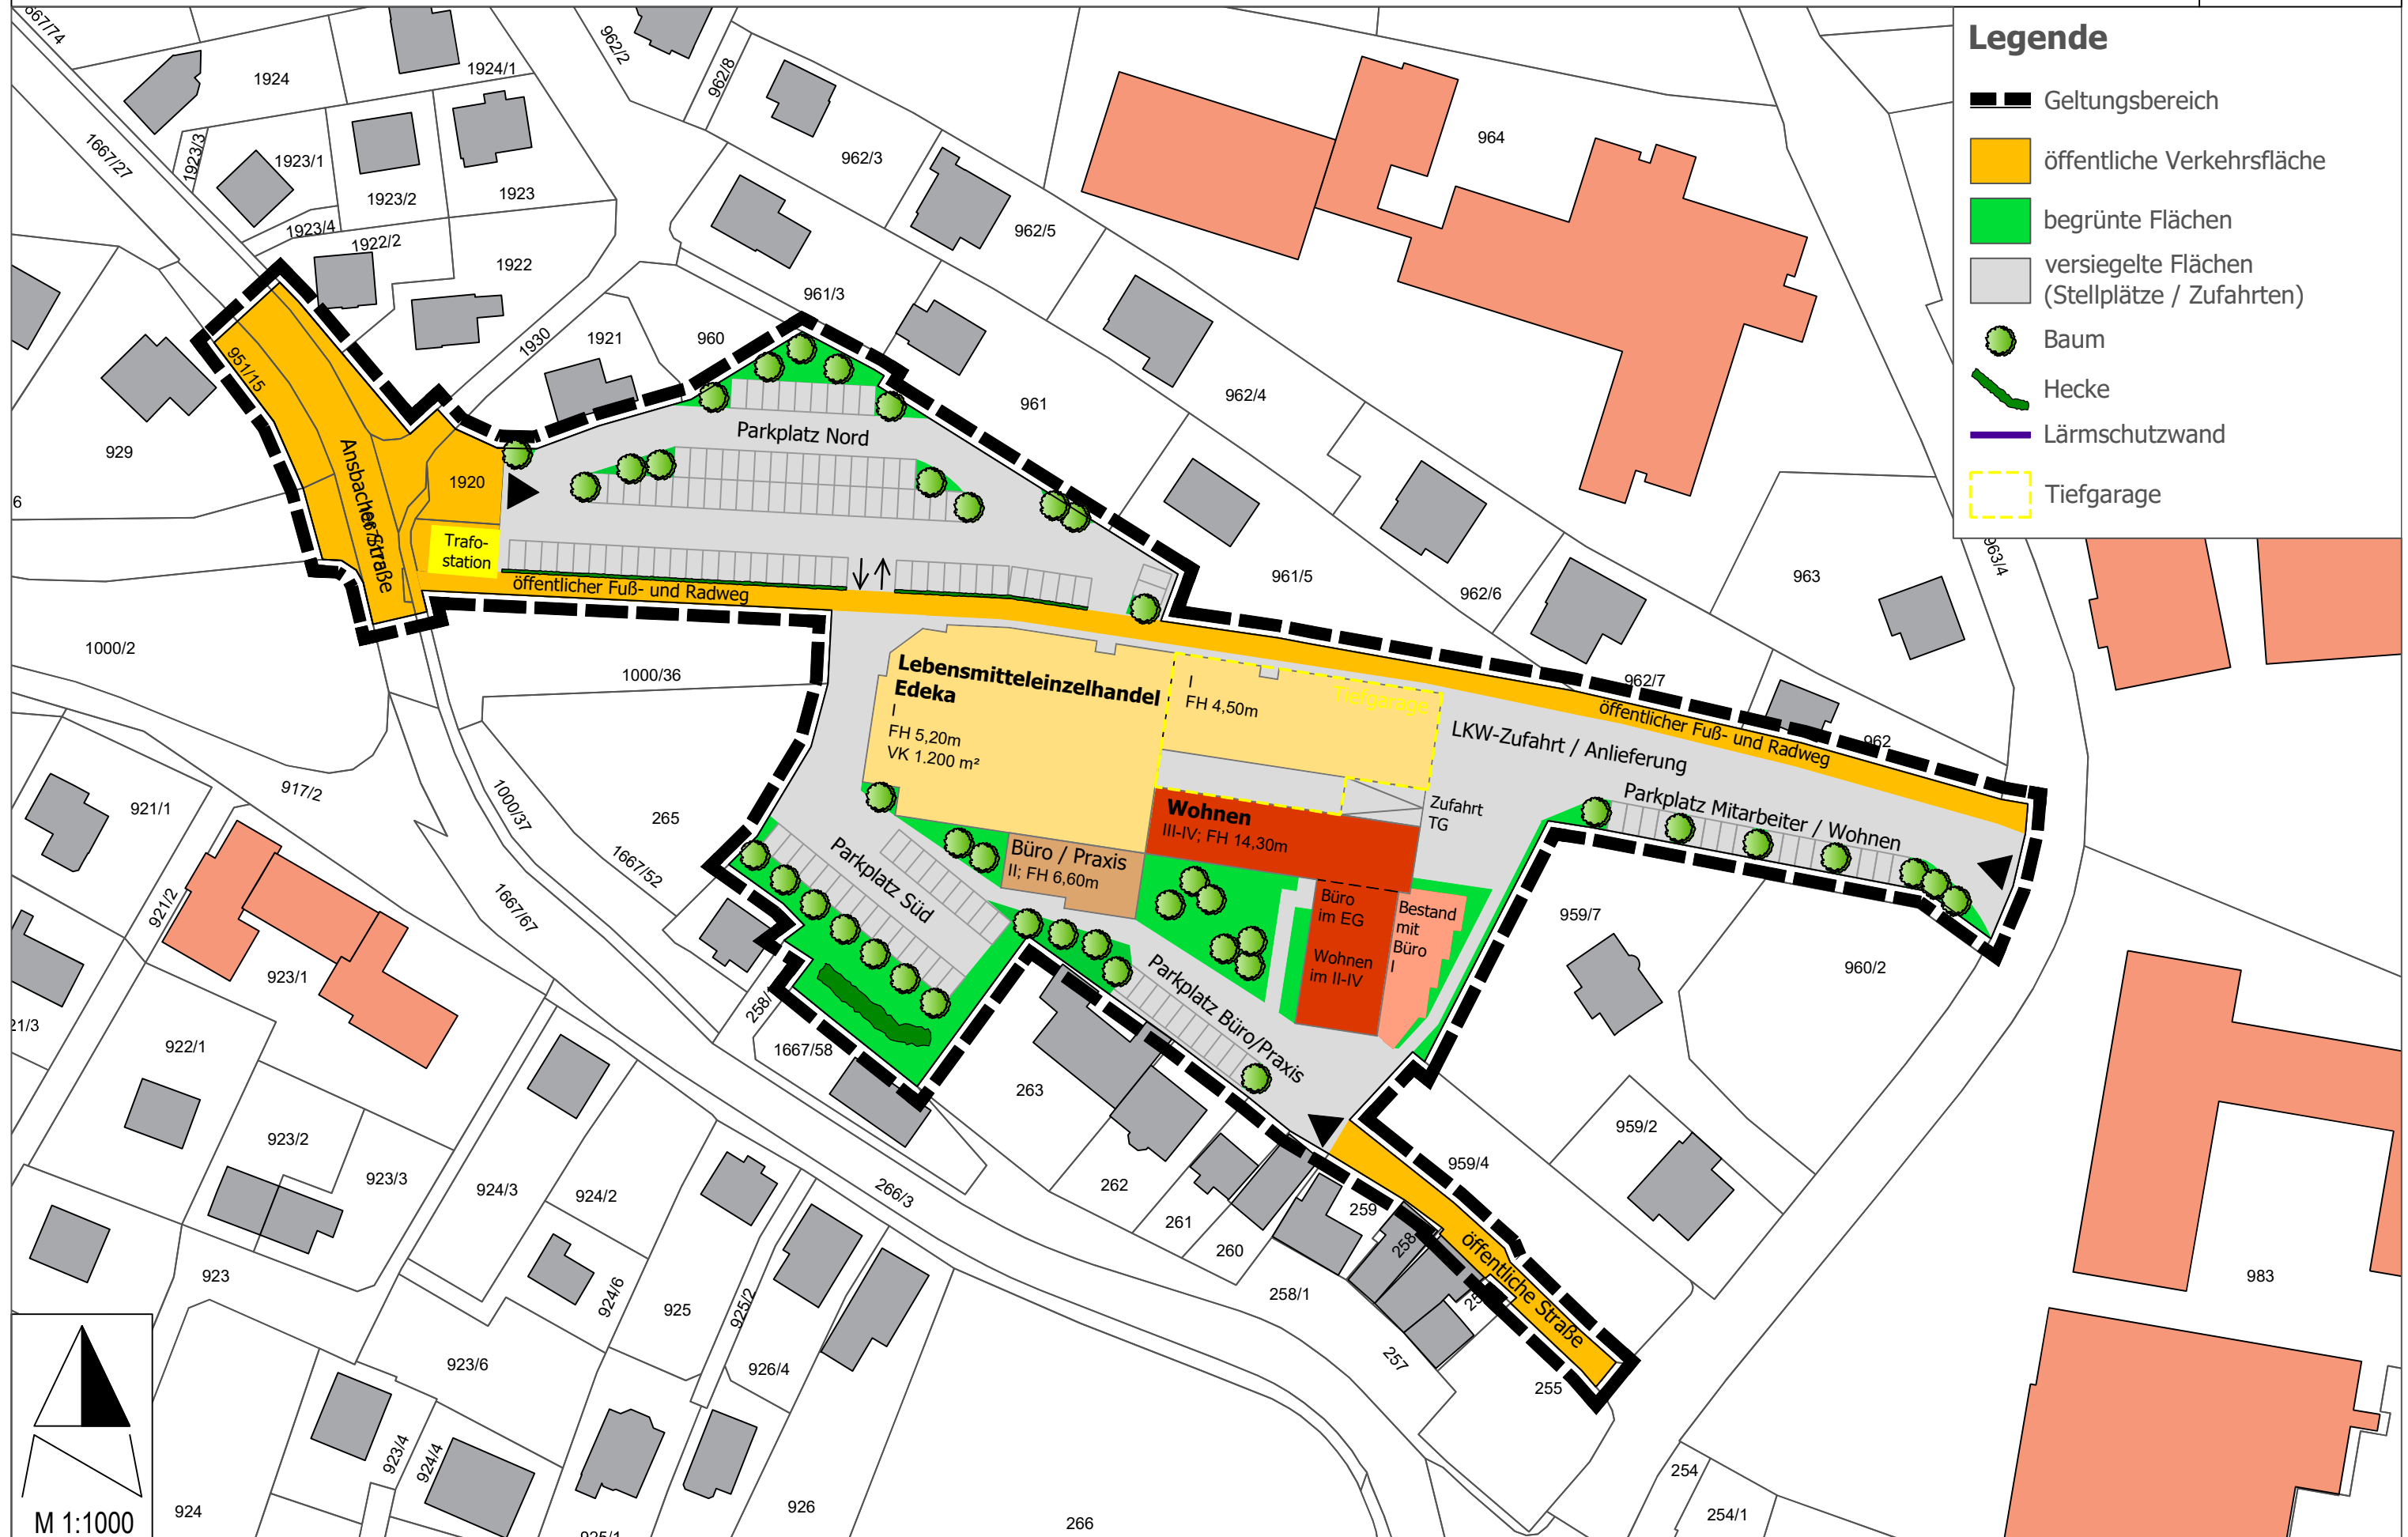 Legende
Geltungsbereich
öffentliche Verkehrsfläche
begrünte Flächen
versiegelte Flächen
(Stellplätze / Zufahrten)
Baum
Hecke
Lärmschutzwand
Tiefgarage
1924
1924/1
962/2
962/8
1667/27
1923/3
1923/1
1923/2
1923
1923/4
1922/2
1922
962/3
962/5
964
961/3
951/15
1930
1921
960
961
962/4
929
6
Ansbacher Straße
1920
Parkplatz Nord
Trafo-
station
öffentlicher Fuß- und Radweg
961/5
962/6
963
963/4
1000/2
1000/36
962/7
962
Lebensmitteleinzelhandel
Edeka
I
FH 5,20m
VK 1.200 m²
I
FH 4,50m
Tiefgarage
öffentlicher Fuß- und Radweg
LKW-Zufahrt / Anlieferung
Parkplatz Mitarbeiter / Wohnen
Zufahrt
TG
Wohnen
III-IV; FH 14,30m
Büro / Praxis
II; FH 6,60m
Büro
im EG
Wohnen
im II-IV
Bestand
mit
Büro
I
Parkplatz Süd
Parkplatz Büro/Praxis
921/1
917/2
1000/37
265
1667/52
921/2
1667/67
923/1
21/3
922/1
1667/58
263
959/7
960/2
923/2
923/3
924/3
924/2
266/3
262
261
260
259
959/4
959/2
öffentliche Straße
923
924/6
925
925/2
258/1
983
923/6
926/4
257
255
923/4
924/4
924
926
266
254
254/1
M 1:1000